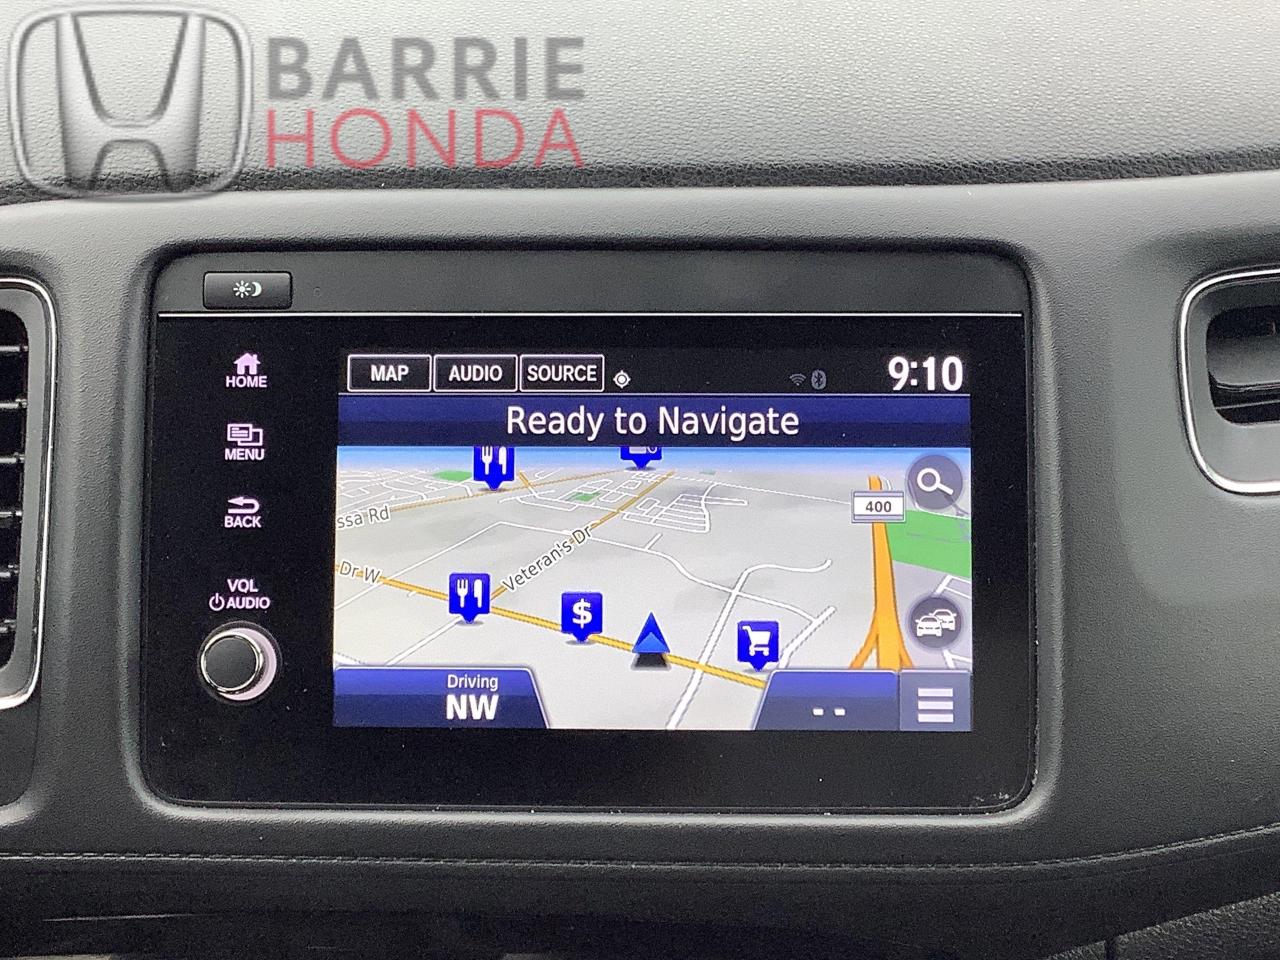 BARRIE
HONDA
HOME
MENU
BACK
VOL
AUDIO
MAP AUDIO SOURCE 9:10
Ready to Navigate
400
ssa Rd
Veteran's Dr
Dr W
$
Driving
NW
- -